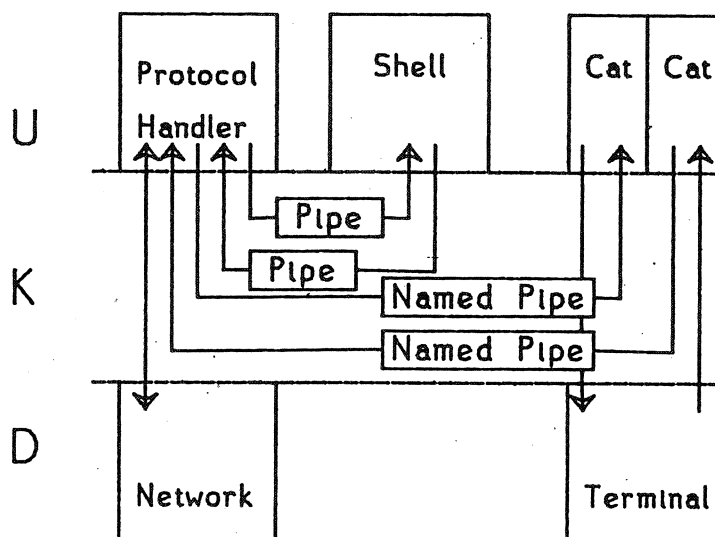 U
Protocol
Handler
Shell
Cat
Cat
K
Pipe
Pipe
Named Pipe
Named Pipe
D
Network
Terminal